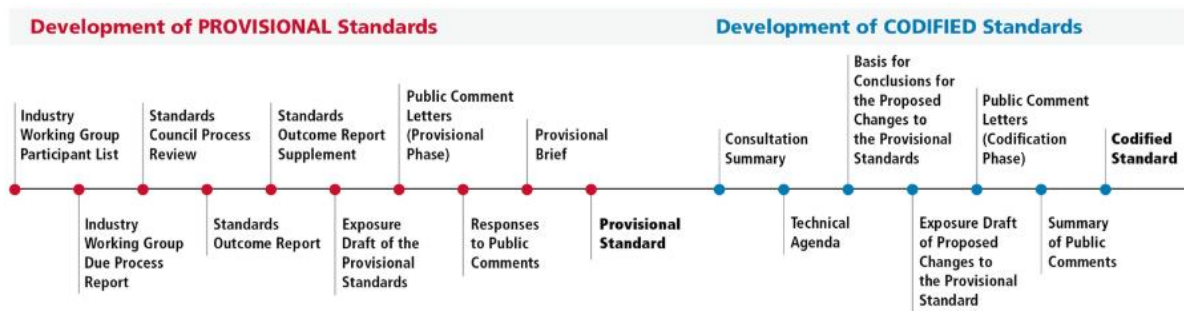 Development of PROVISIONAL Standards
Development of CODIFIED Standards
Industry
Working Group
Participant List
Industry
Working Group
Due Process
Report
Standards
Council Process
Review
Standards
Outcome Report
Standards
Outcome Report
Supplement
Exposure
Draft of the
Provisional
Standards
Public Comment
Letters
(Provisional
Phase)
Responses
to Public
Comments
Provisional
Brief
Provisional
Standard
Consultation
Summary
Technical
Agenda
Basis for
Conclusions for
the Proposed
Changes to
the Provisional
Standards
Exposure Draft
of Proposed
Changes to
the Provisional
Standard
Public Comment
Letters
(Codification
Phase)
Summary
of Public
Comments
Codified
Standard